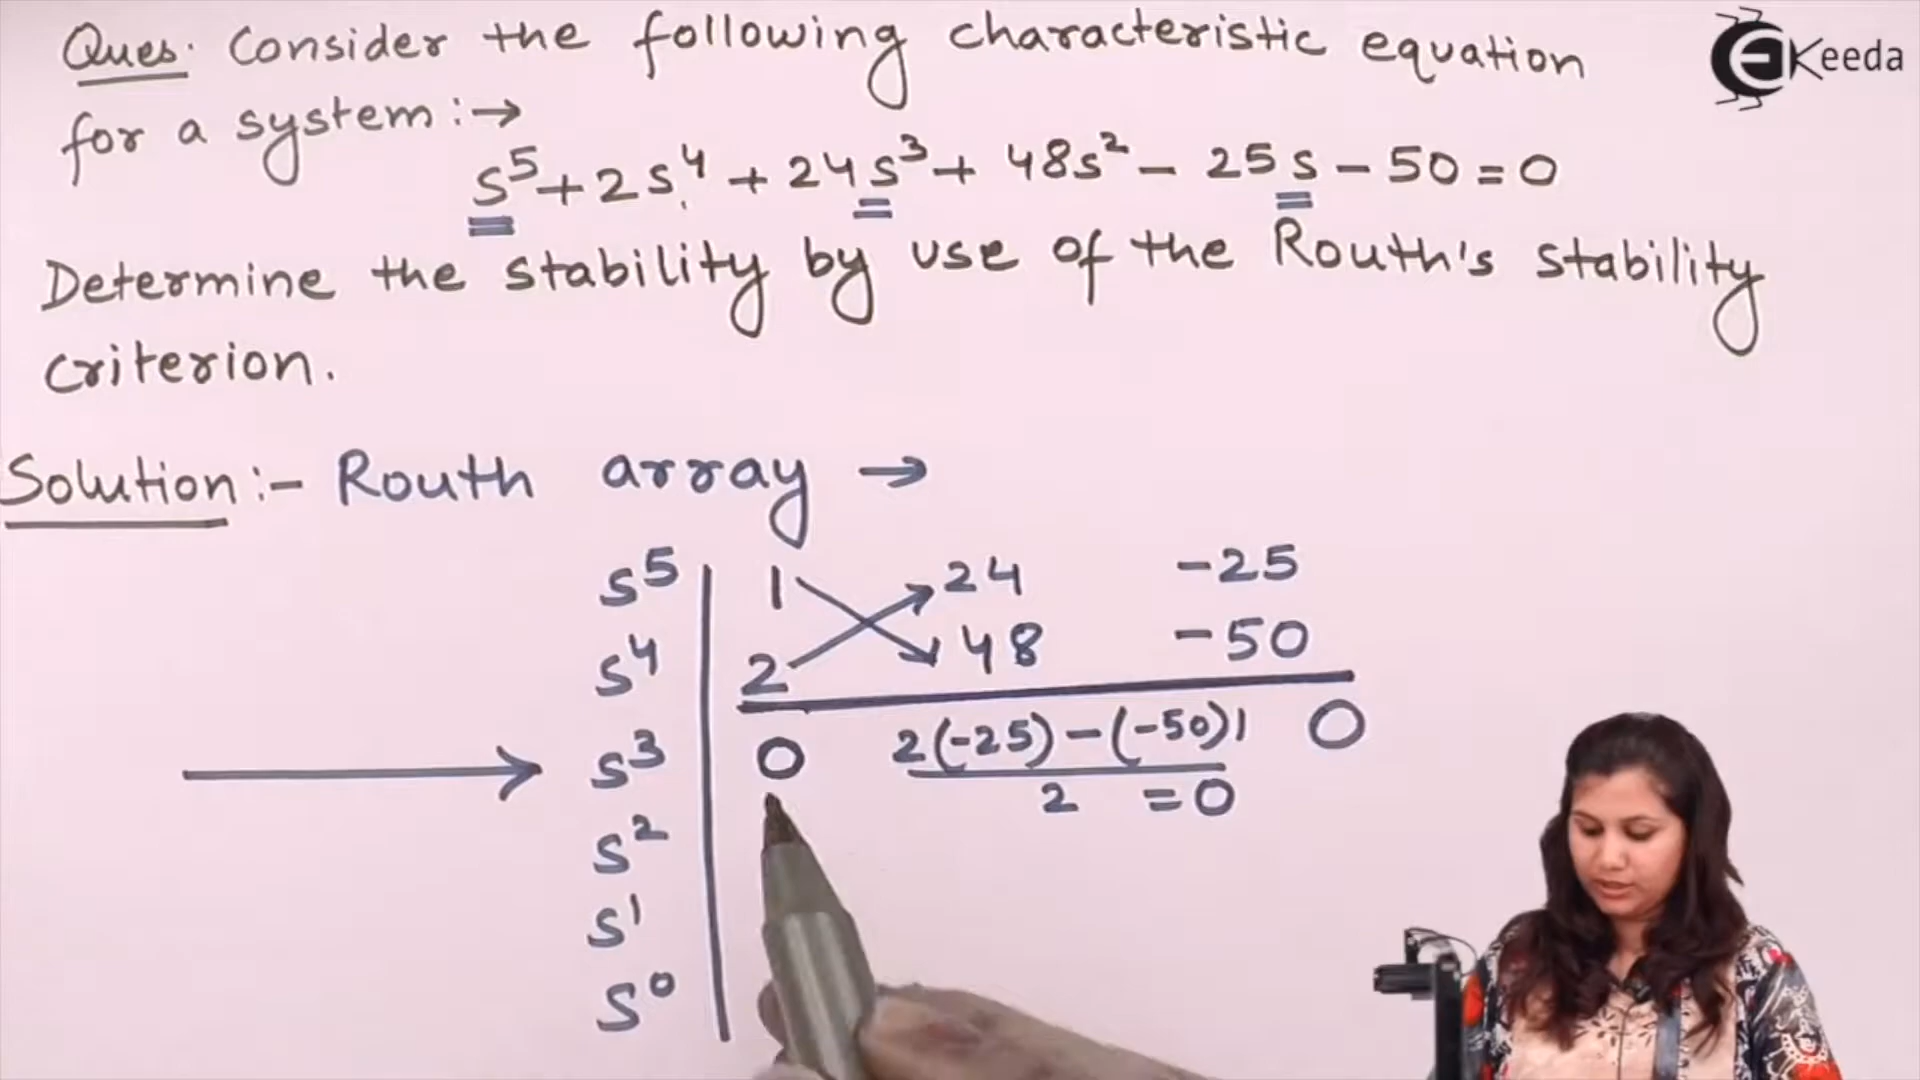 Ques. Consider the following characteristic equation
for a system :→
s⁵ + 2s⁴ + 24s³ + 48s² - 25s - 50 = 0
Determine the stability by use of the Routh's stability
criterion.
Solution :- Routh array →
s⁵ 1 24 -25
s⁴ 2 48 -50
s³ 0 2(-25) - (-50)1 0
2 = 0
s²
s¹
s⁰
EKeeda